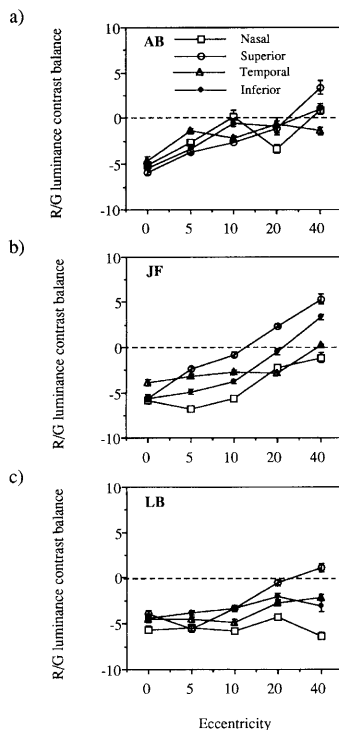 a)
AB
Nasal
Superior
Temporal
Inferior
R/G luminance contrast balance
5
0
-5
-10
0 5 10 20 40
b)
JF
R/G luminance contrast balance
10
5
0
-5
-10
0 5 10 20 40
c)
LB
R/G luminance contrast balance
10
5
0
-5
-10
0 5 10 20 40
Eccentricity